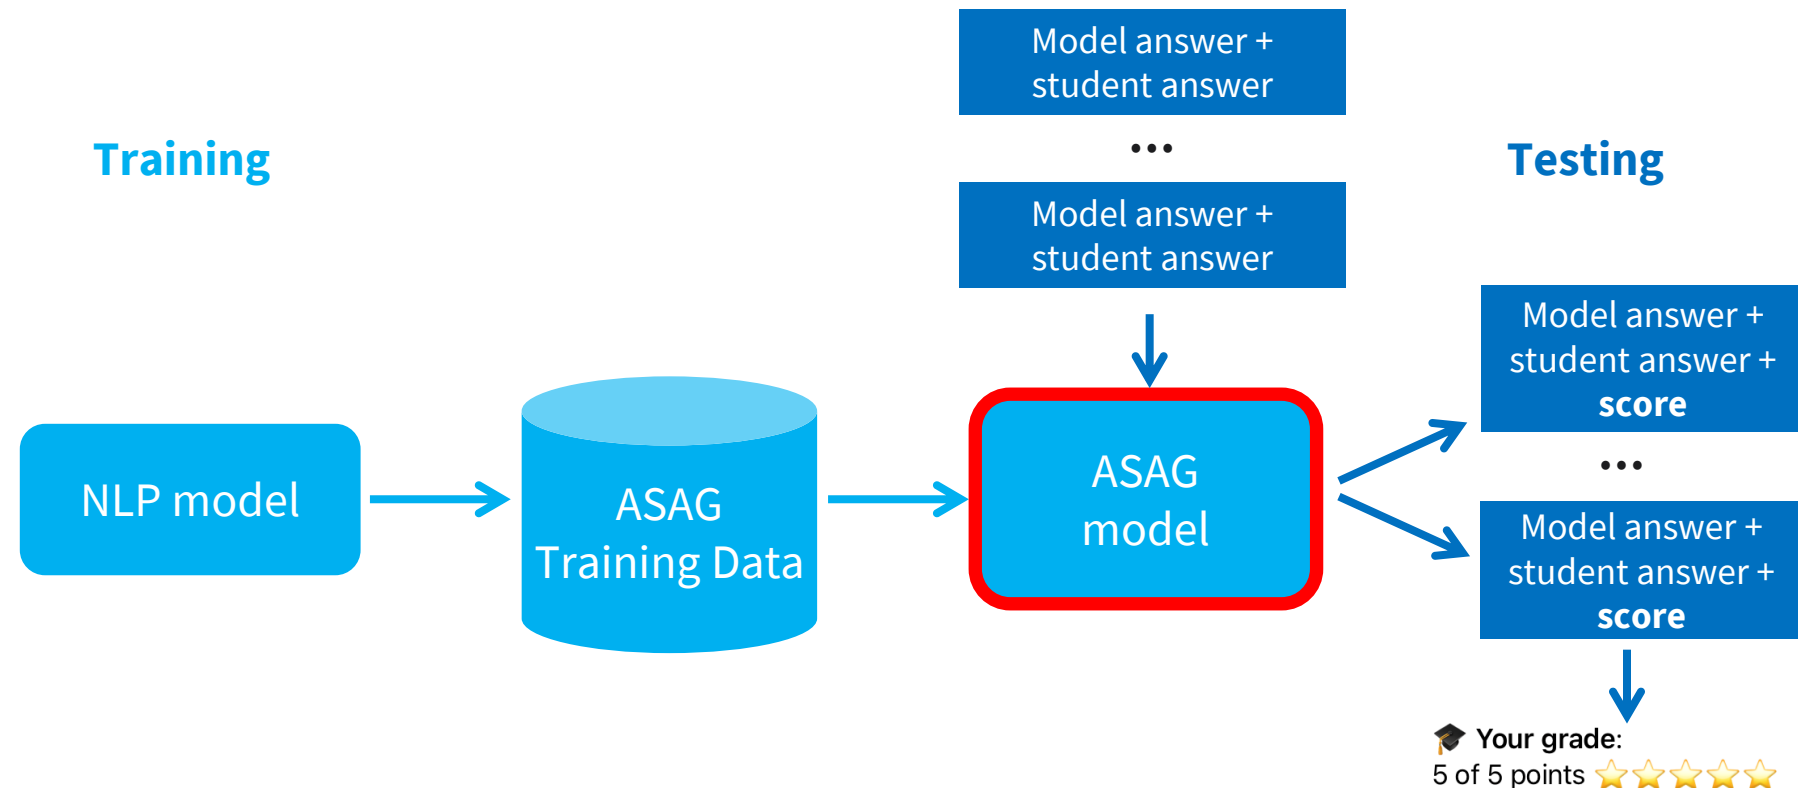 Model answer +
student answer
...
Training
Testing
Model answer +
student answer
Model answer +
student answer +
score
...
NLP model
ASAG
Training Data
ASAG
model
Model answer +
student answer +
score
🎓 Your grade:
5 of 5 points ⭐⭐⭐⭐⭐